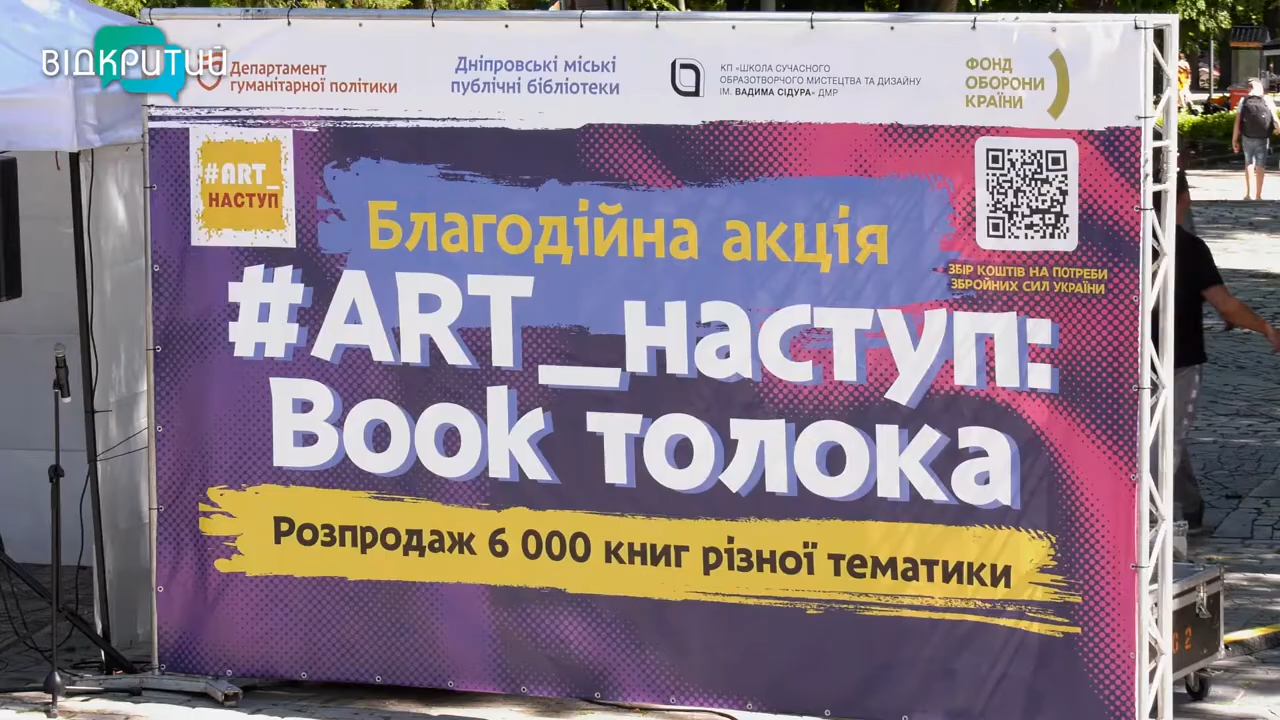 ВІДКРИТИЙ
Департамент
гуманітарної політики
Дніпровські міські
публічні бібліотеки
КП «ШКОЛА СУЧАСНОГО
ОБРАЗОТВОРЧОГО МИСТЕЦТВА ТА ДИЗАЙНУ
ІМ. ВАДИМА СІДУРА» ДМР
ФОНД
ОБОРОНИ
КРАЇНИ
#ART_
НАСТУП
Благодійна акція
#ART_наступ:
Book толока
ЗБІР КОШТІВ НА ПОТРЕБИ
ЗБРОЙНИХ СИЛ УКРАЇНИ
Розпродаж 6 000 книг різної тематики